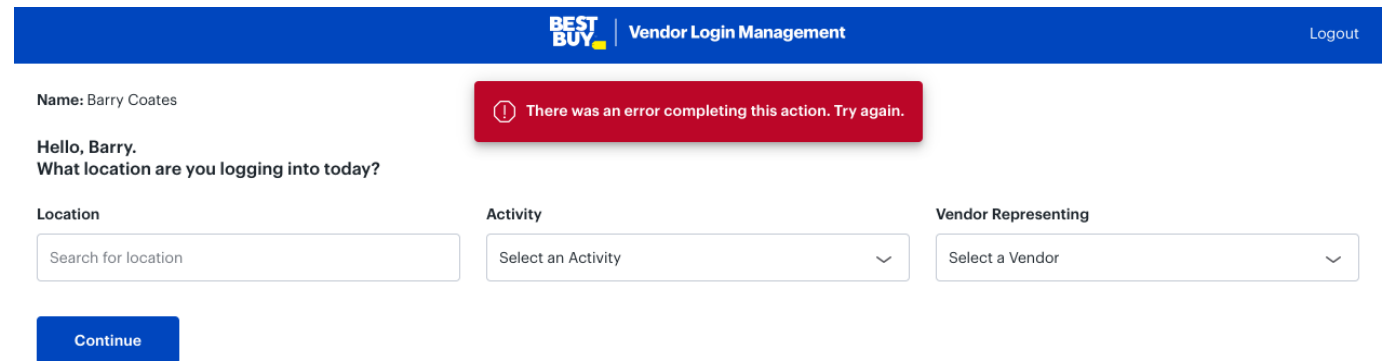 BEST
BUY
Vendor Login Management
Logout
Name: Barry Coates
There was an error completing this action. Try again.
Hello, Barry.
What location are you logging into today?
Location
Activity
Vendor Representing
Search for location
Select an Activity
Select a Vendor
Continue